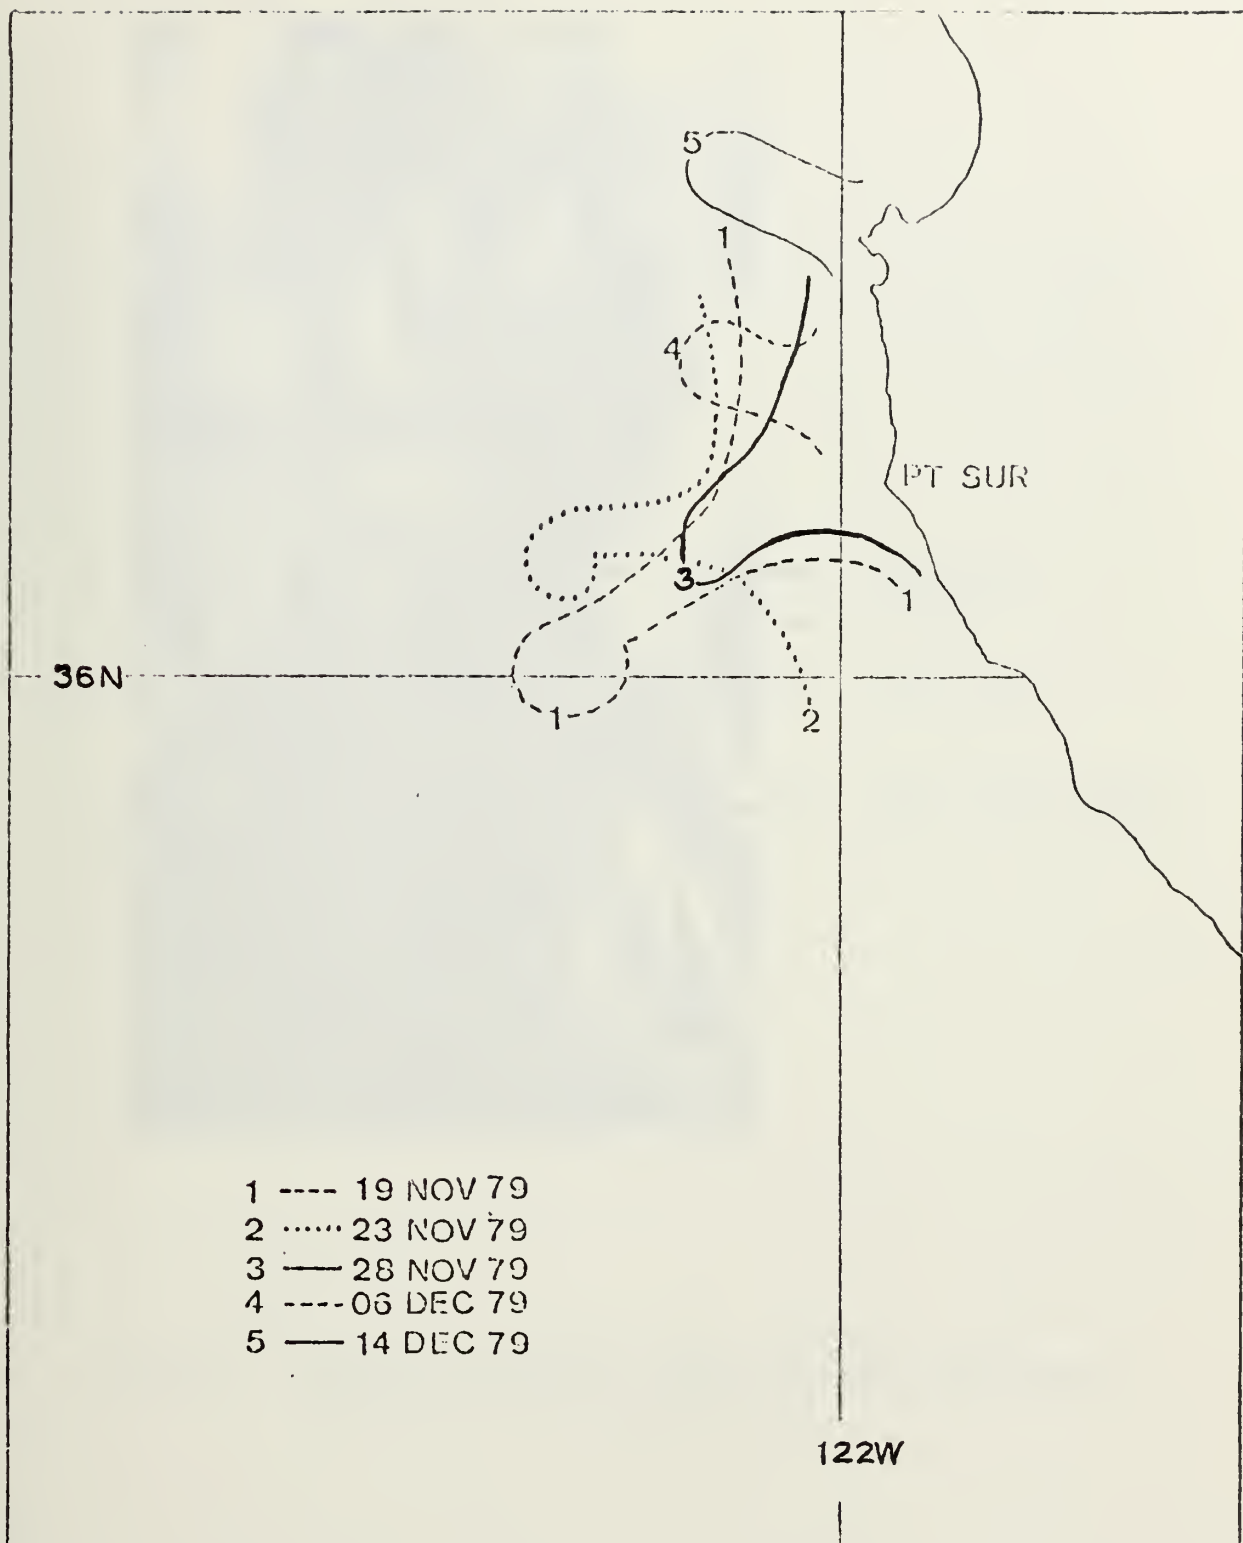 5
1
4
PT SUR
3
1
36N
1
2
1 ---- 19 NOV 79
2 ...... 23 NOV 79
3 —— 28 NOV 79
4 ---- 06 DEC 79
5 —— 14 DEC 79
122W